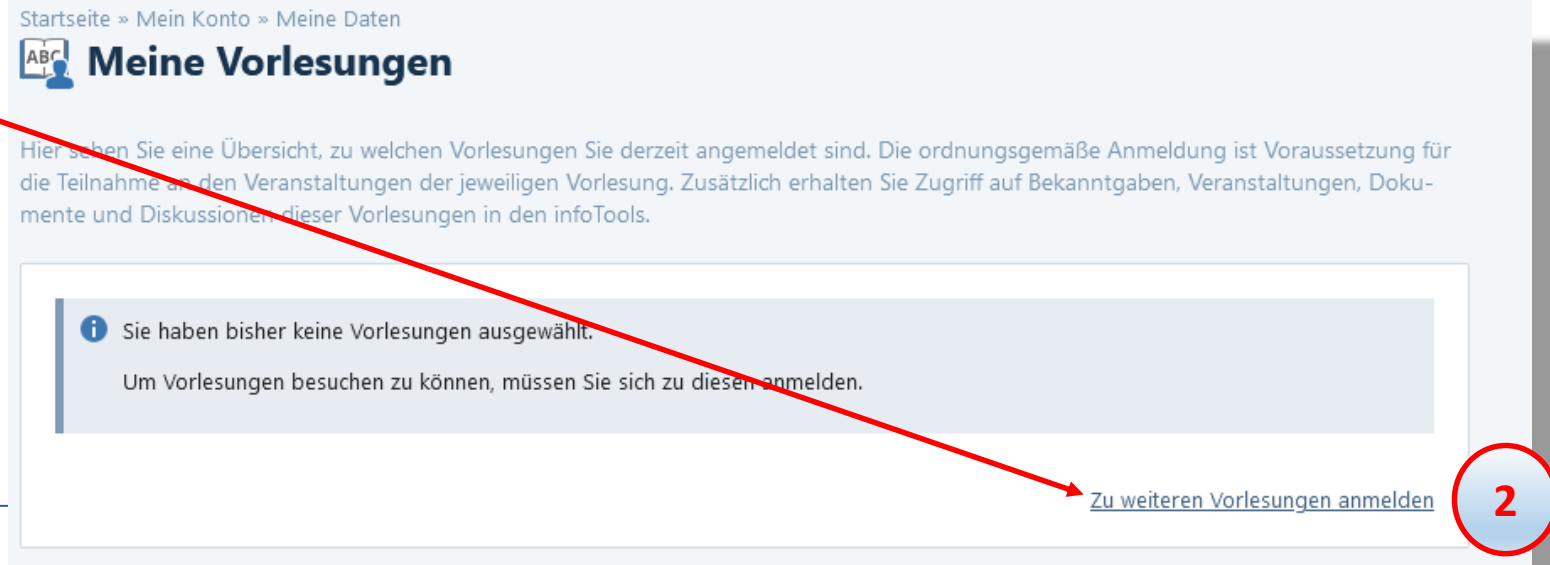 Startseite » Mein Konto » Meine Daten
ABC
Meine Vorlesungen
Hier sehen Sie eine Übersicht, zu welchen Vorlesungen Sie derzeit angemeldet sind. Die ordnungsgemäße Anmeldung ist Voraussetzung für
die Teilnahme an den Veranstaltungen der jeweiligen Vorlesung. Zusätzlich erhalten Sie Zugriff auf Bekanntgaben, Veranstaltungen, Doku-
mente und Diskussionen dieser Vorlesungen in den infoTools.
Sie haben bisher keine Vorlesungen ausgewählt.
Um Vorlesungen besuchen zu können, müssen Sie sich zu diesen anmelden.
Zu weiteren Vorlesungen anmelden
2